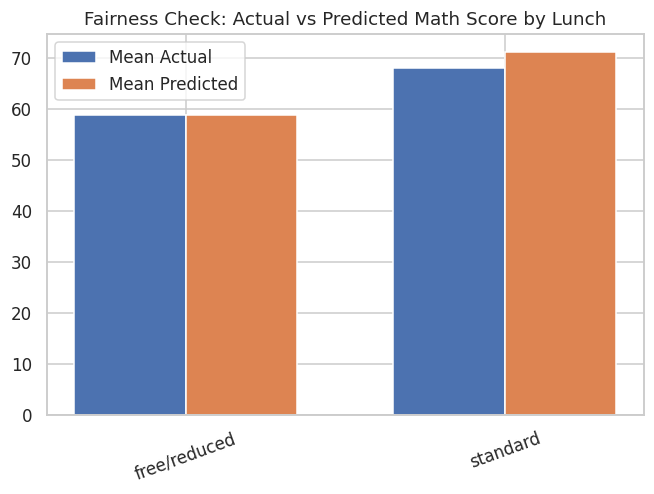 Fairness Check: Actual vs Predicted Math Score by Lunch
Mean Actual
Mean Predicted
70
60
50
40
30
20
10
0
free/reduced
standard